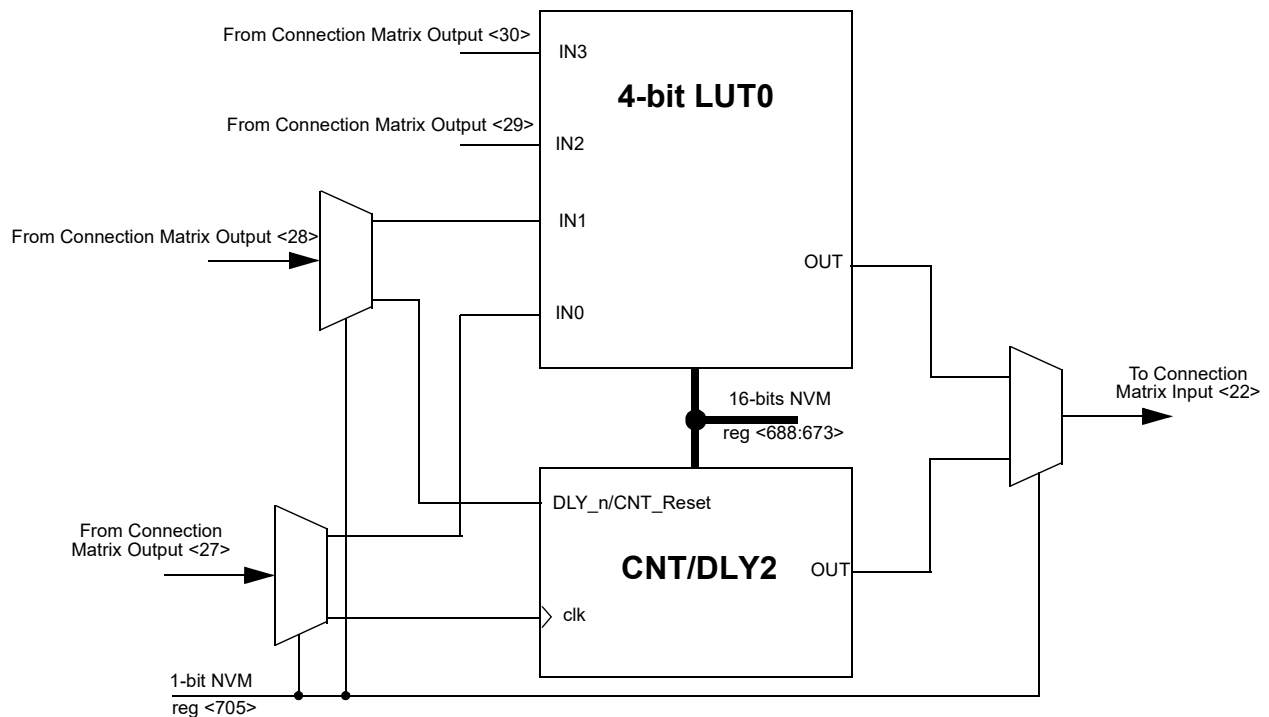 From Connection Matrix Output <30>
IN3
4-bit LUT0
From Connection Matrix Output <29>
IN2
IN1
From Connection Matrix Output <28>
OUT
IN0
To Connection
Matrix Input <22>
16-bits NVM
reg <688:673>
DLY_n/CNT_Reset
From Connection
Matrix Output <27>
CNT/DLY2
OUT
clk
1-bit NVM
reg <705>